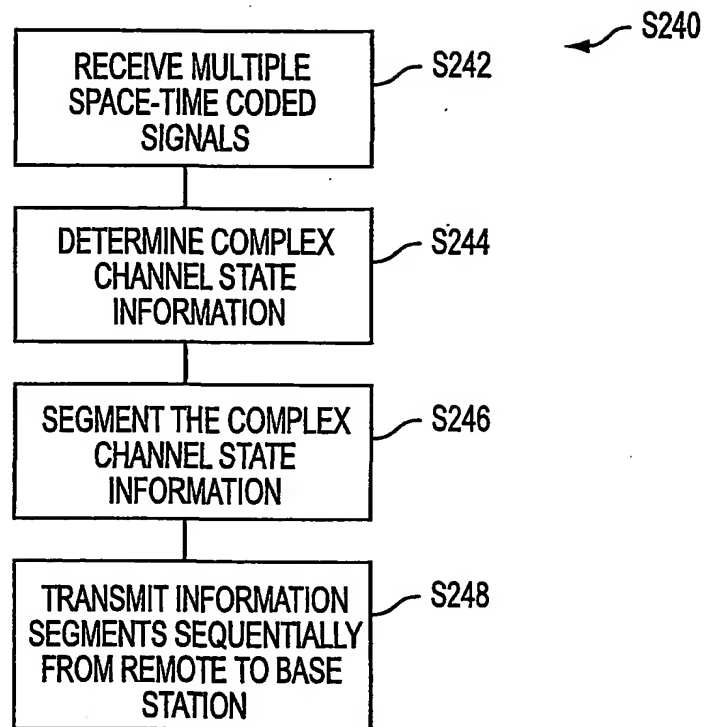 S240
RECEIVE MULTIPLE
SPACE-TIME CODED
SIGNALS
S242
DETERMINE COMPLEX
CHANNEL STATE
INFORMATION
S244
SEGMENT THE COMPLEX
CHANNEL STATE
INFORMATION
S246
TRANSMIT INFORMATION
SEGMENTS SEQUENTIALLY
FROM REMOTE TO BASE
STATION
S248